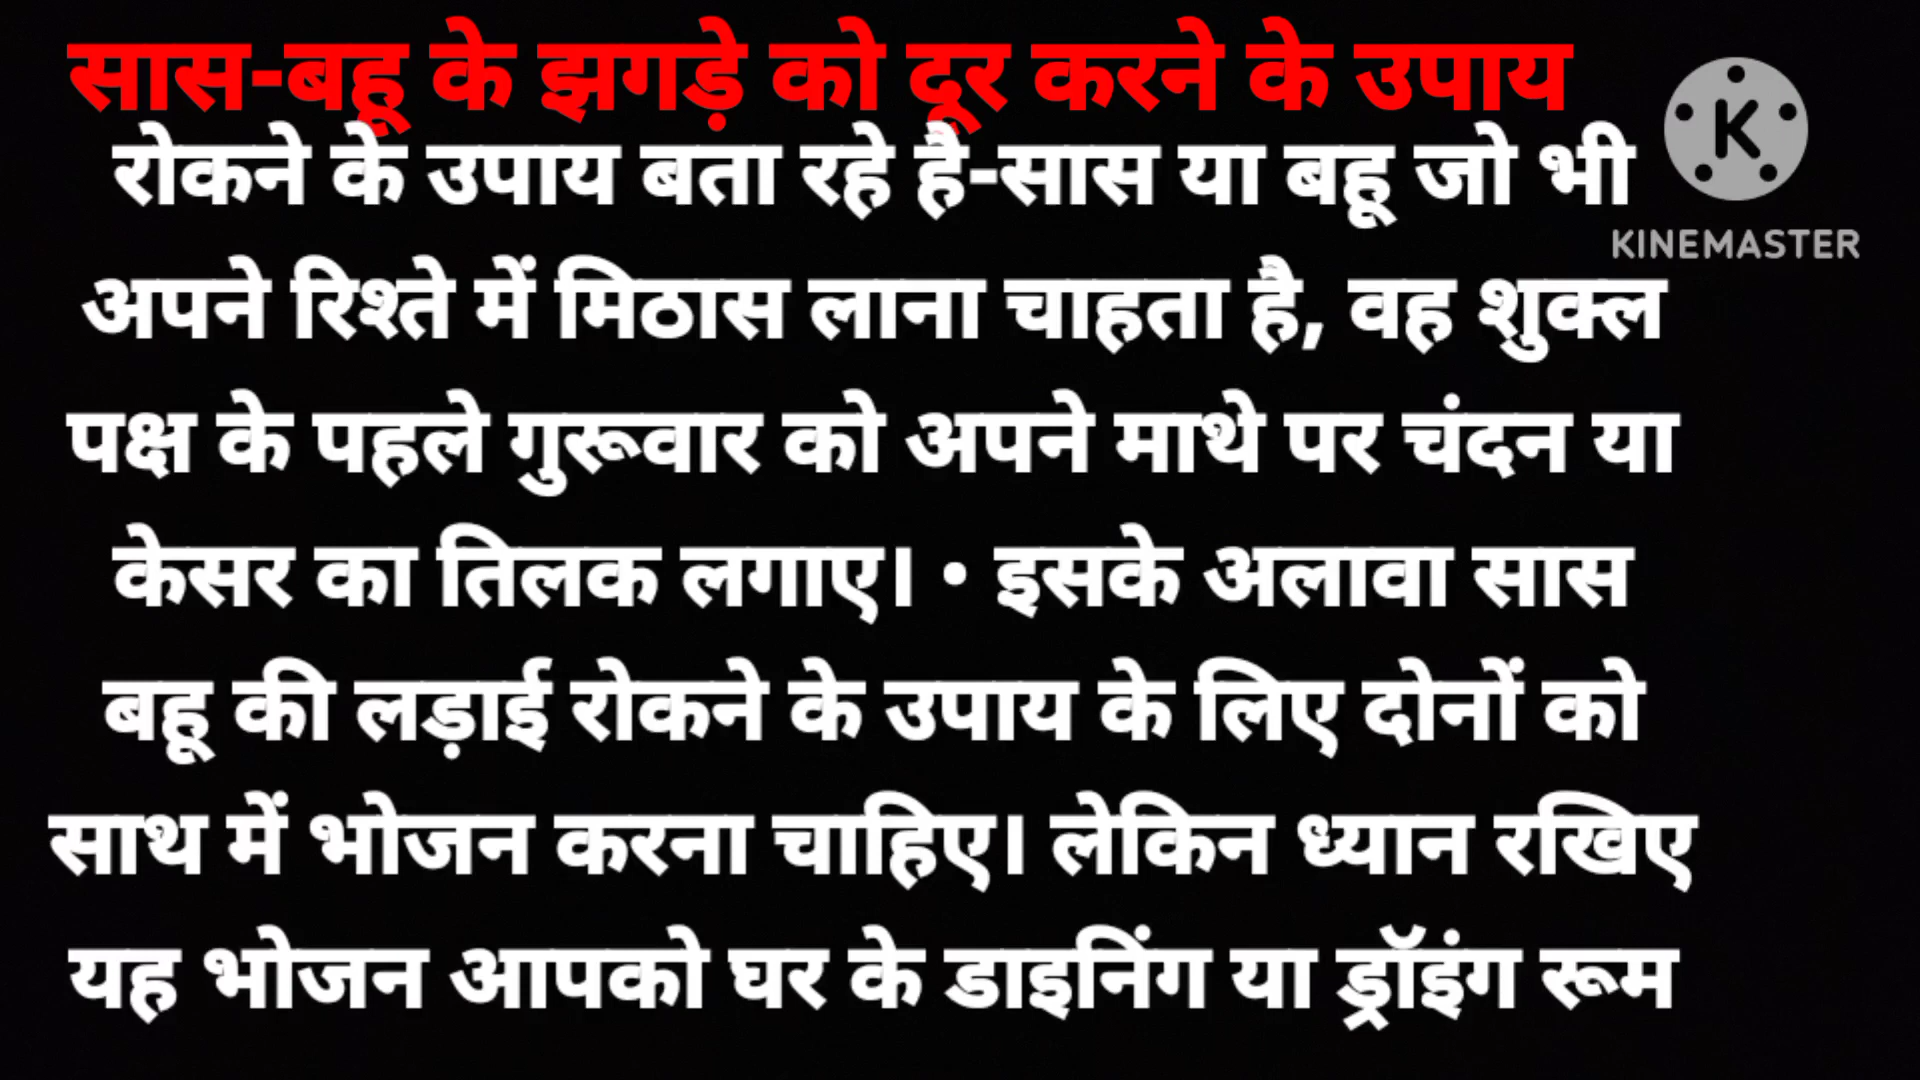 सास-बहू के झगड़े को दूर करने के उपाय
रोकने के उपाय बता रहे है-सास या बहू जो भी
अपने रिश्ते में मिठास लाना चाहता है, वह शुक्ल
पक्ष के पहले गुरूवार को अपने माथे पर चंदन या
केसर का तिलक लगाए। • इसके अलावा सास
बहू की लड़ाई रोकने के उपाय के लिए दोनों को
साथ में भोजन करना चाहिए। लेकिन ध्यान रखिए
यह भोजन आपको घर के डाइनिंग या ड्रॉइंग रूम
K
KINEMASTER